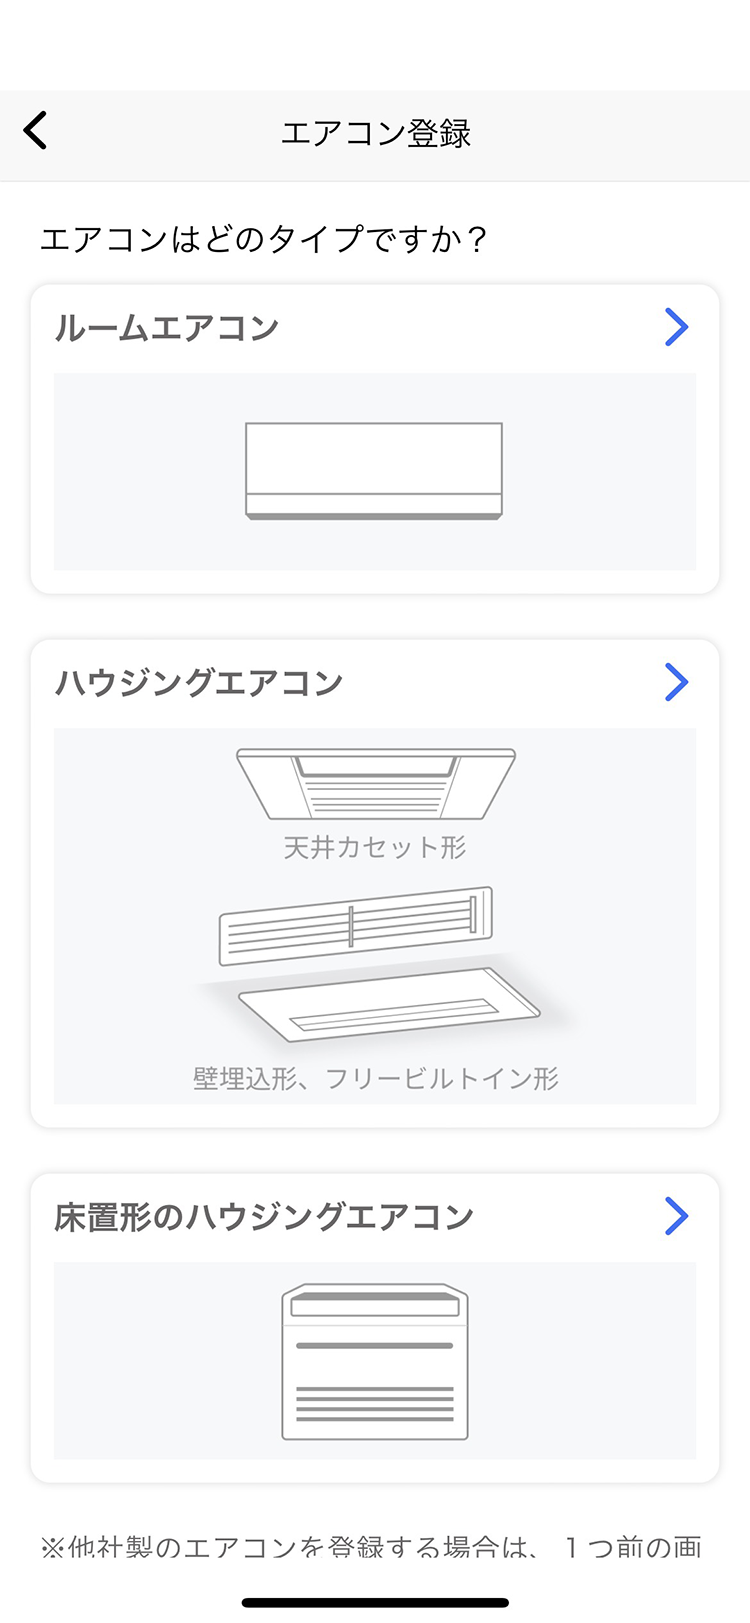 エアコン登録
エアコンはどのタイプですか？
ルームエアコン
ハウジングエアコン
天井カセット形
壁埋込形、フリービルトイン形
床置形のハウジングエアコン
※他社製のエアコンを登録する場合は、１つ前の画